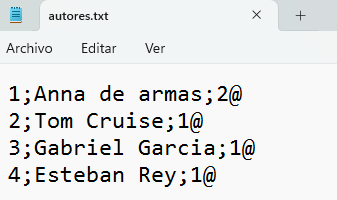 autores.txt
Archivo Editar Ver
1;Anna de armas;2@
2;Tom Cruise;1@
3;Gabriel Garcia;1@
4;Esteban Rey;1@